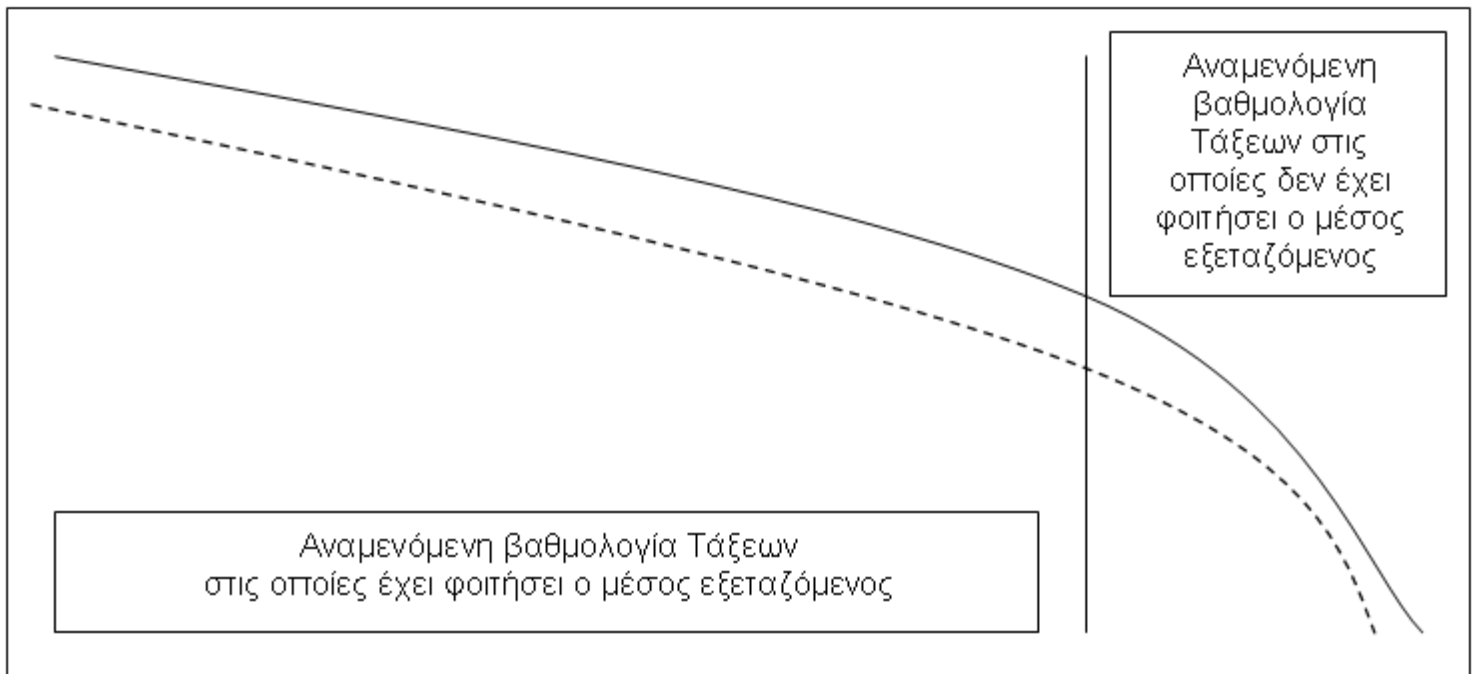 Αναμενόμενη
βαθμολογία
Τάξεων στις
οποίες δεν έχει
φοιτήσει ο μέσος
εξεταζόμενος
Αναμενόμενη βαθμολογία Τάξεων
στις οποίες έχει φοιτήσει ο μέσος εξεταζόμενος